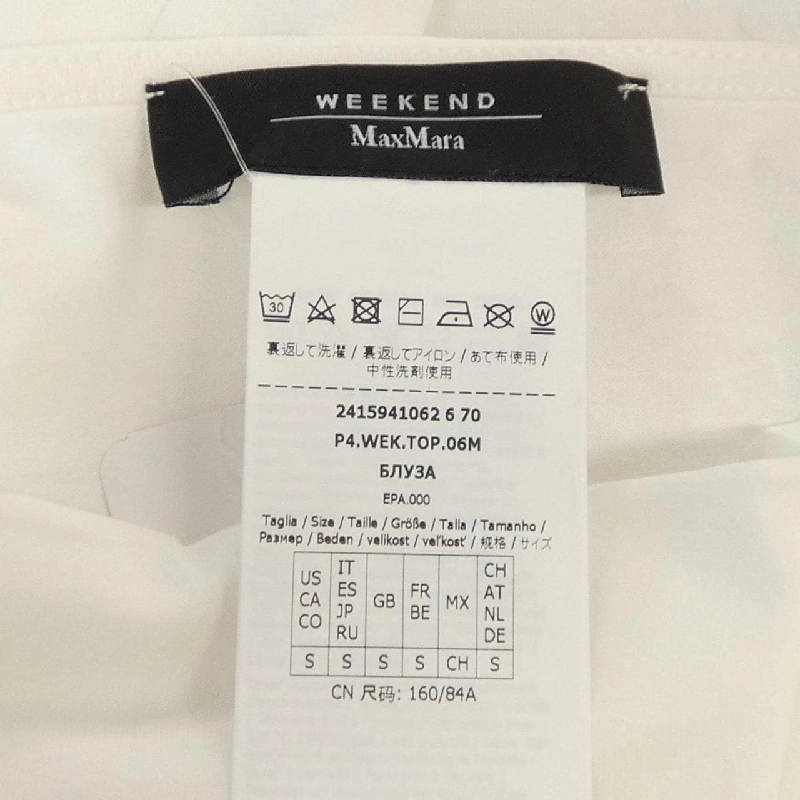 WEEKEND
MaxMara
30
W
裏返して洗濯 / 裏返してアイロン / あて布使用 /
中性洗剤使用
2415941062 6 70
P4.WEK.TOP.06M
БЛУЗА
EPA.000
Taglia / Size / Taille / Größe / Talla / Tamanho /
Размер / Beden / velikost / veľkosť / 规格 / サイズ
US CA CO IT ES JP RU GB FR BE MX CH AT NL DE
S S S S CH S
CN 尺码: 160/84A